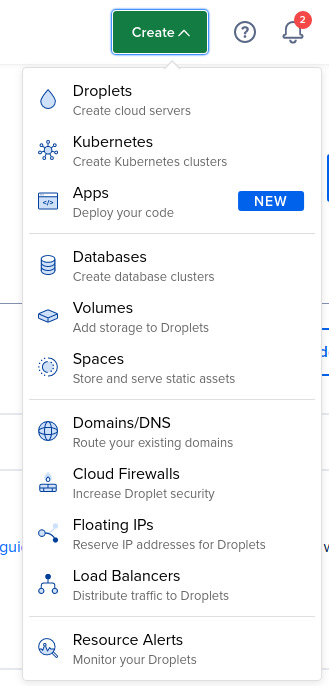 Create
2
Droplets
Create cloud servers
Kubernetes
Create Kubernetes clusters
Apps
Deploy your code
NEW
Databases
Create database clusters
Volumes
Add storage to Droplets
Spaces
Store and serve static assets
Domains/DNS
Route your existing domains
Cloud Firewalls
Increase Droplet security
Floating IPs
Reserve IP addresses for Droplets
Load Balancers
Distribute traffic to Droplets
Resource Alerts
Monitor your Droplets